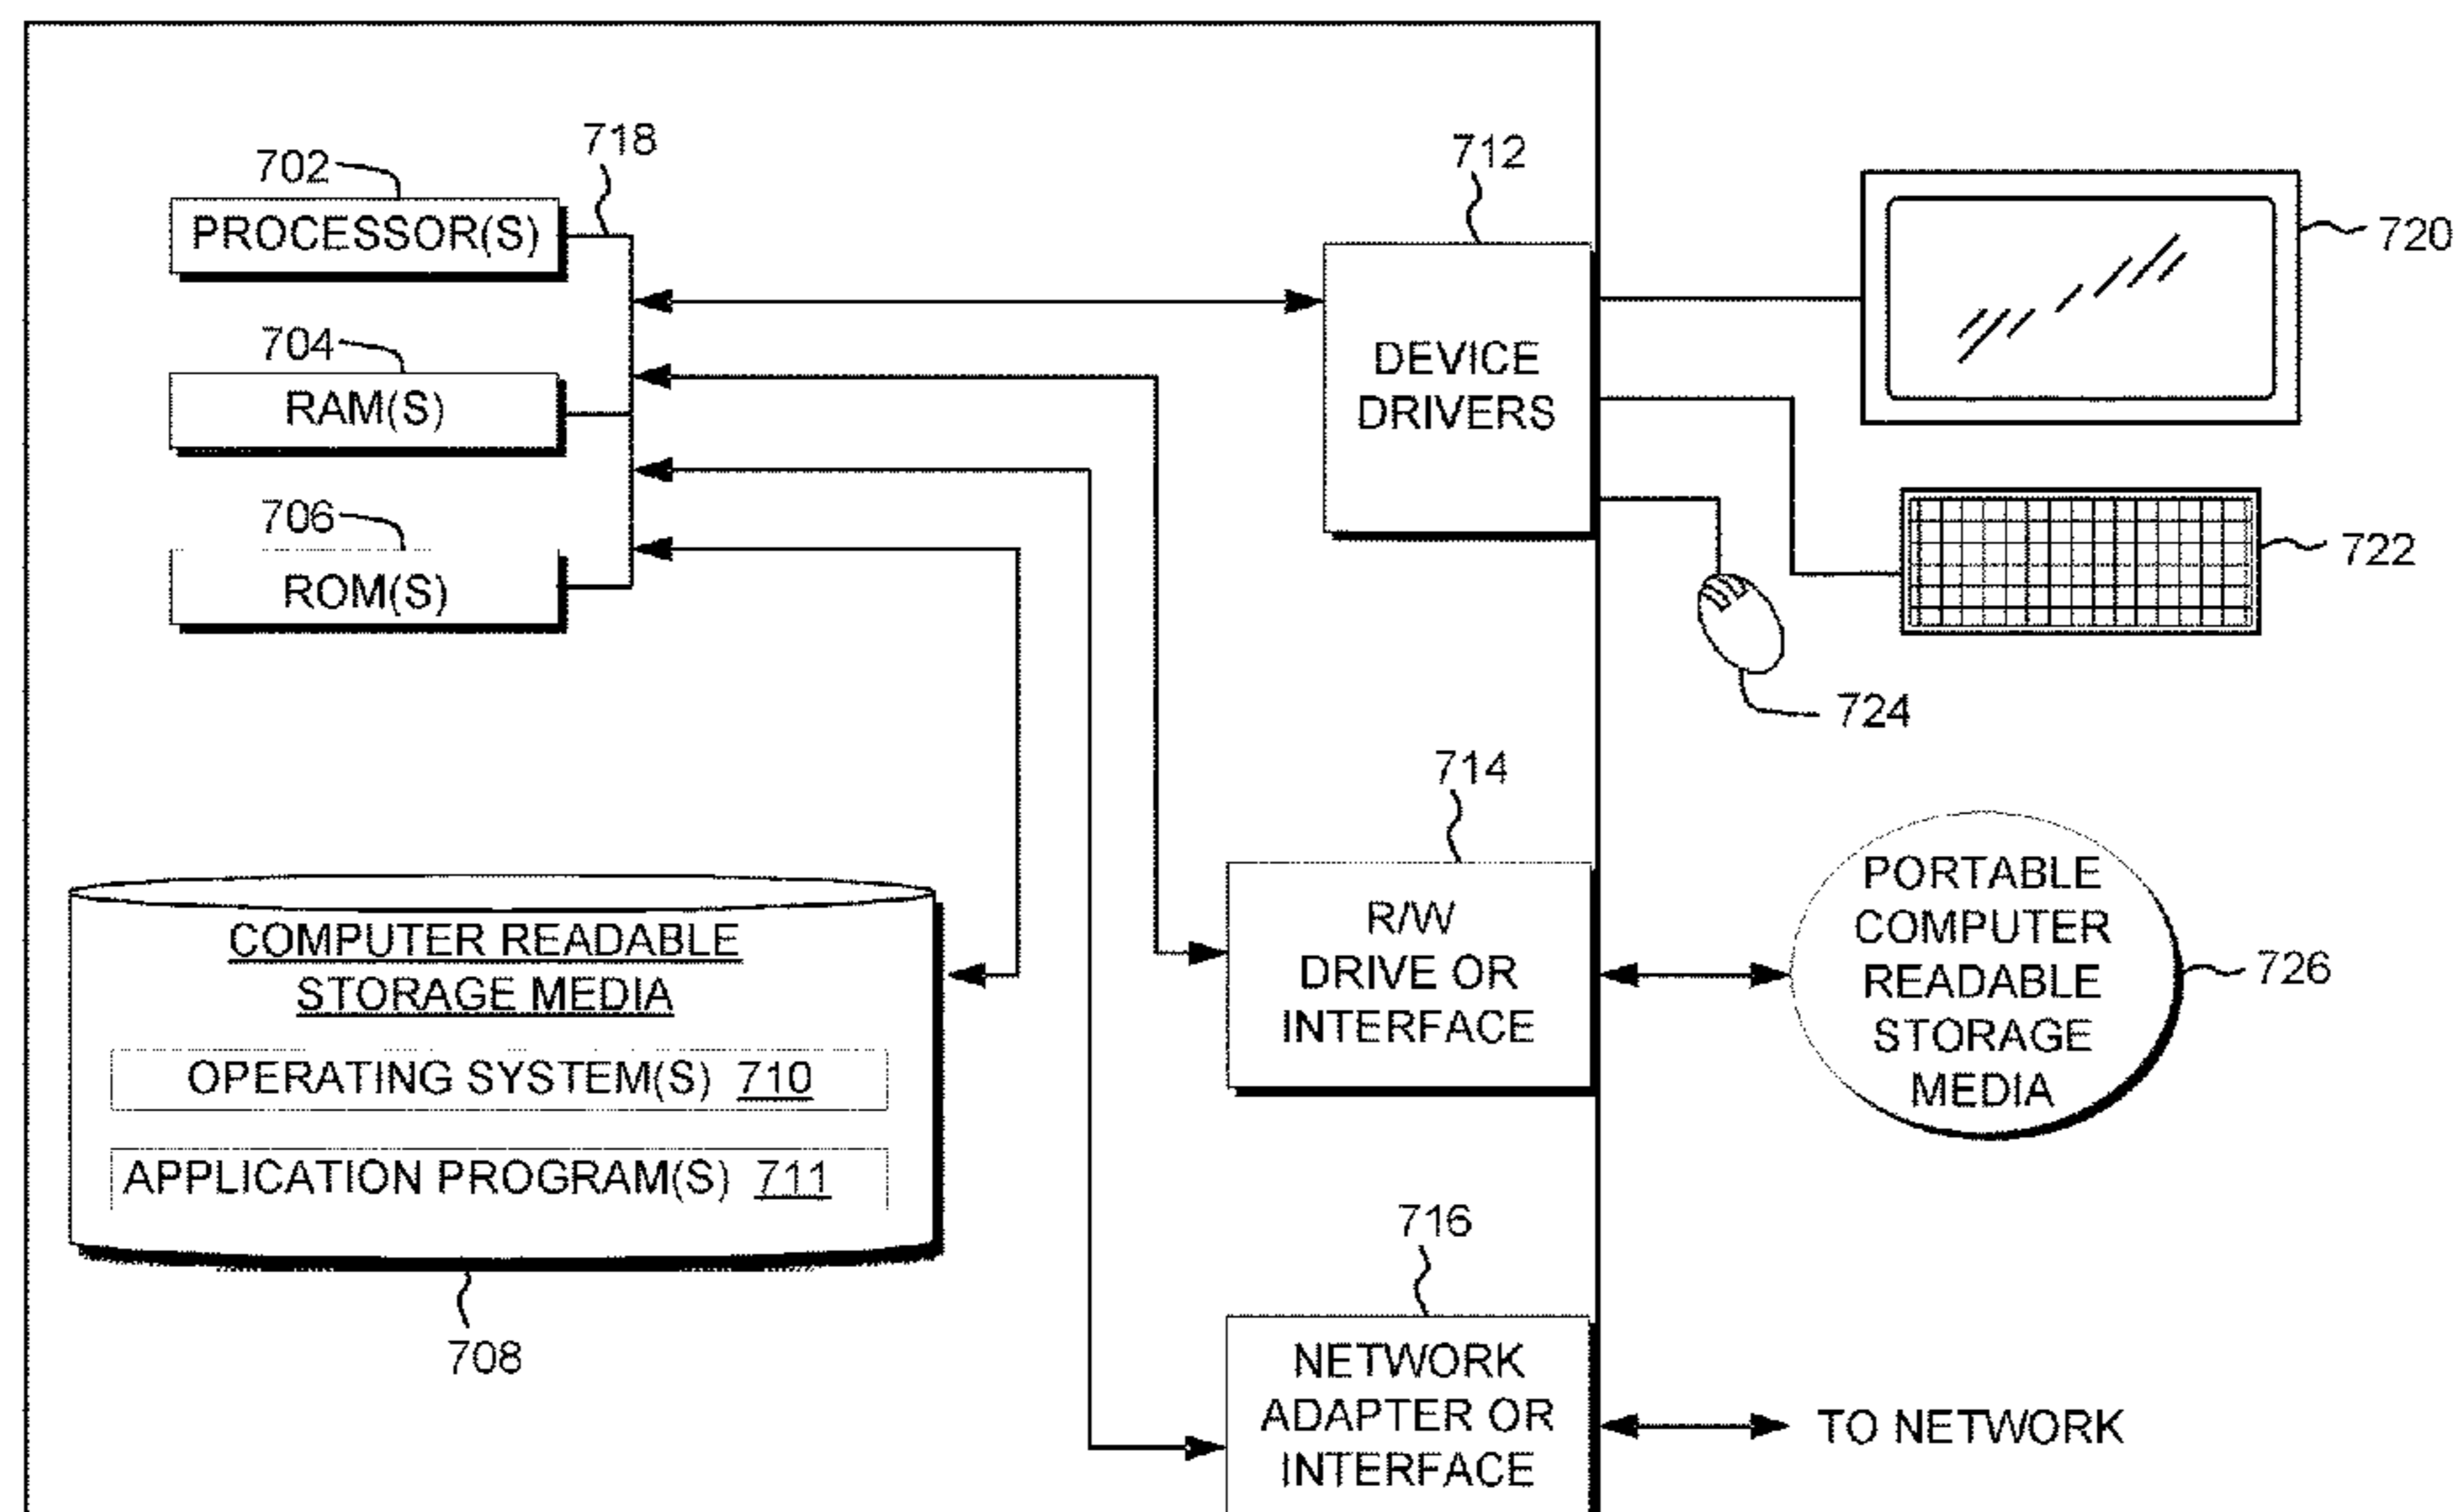 718
702
PROCESSOR(S)
712
720
704
RAM(S)
DEVICE
DRIVERS
706
ROM(S)
722
724
714
PORTABLE
COMPUTER
READABLE
STORAGE
MEDIA
726
R/W
DRIVE OR
INTERFACE
COMPUTER READABLE
STORAGE MEDIA
OPERATING SYSTEM(S) 710
APPLICATION PROGRAM(S) 711
708
716
NETWORK
ADAPTER OR
INTERFACE
TO NETWORK